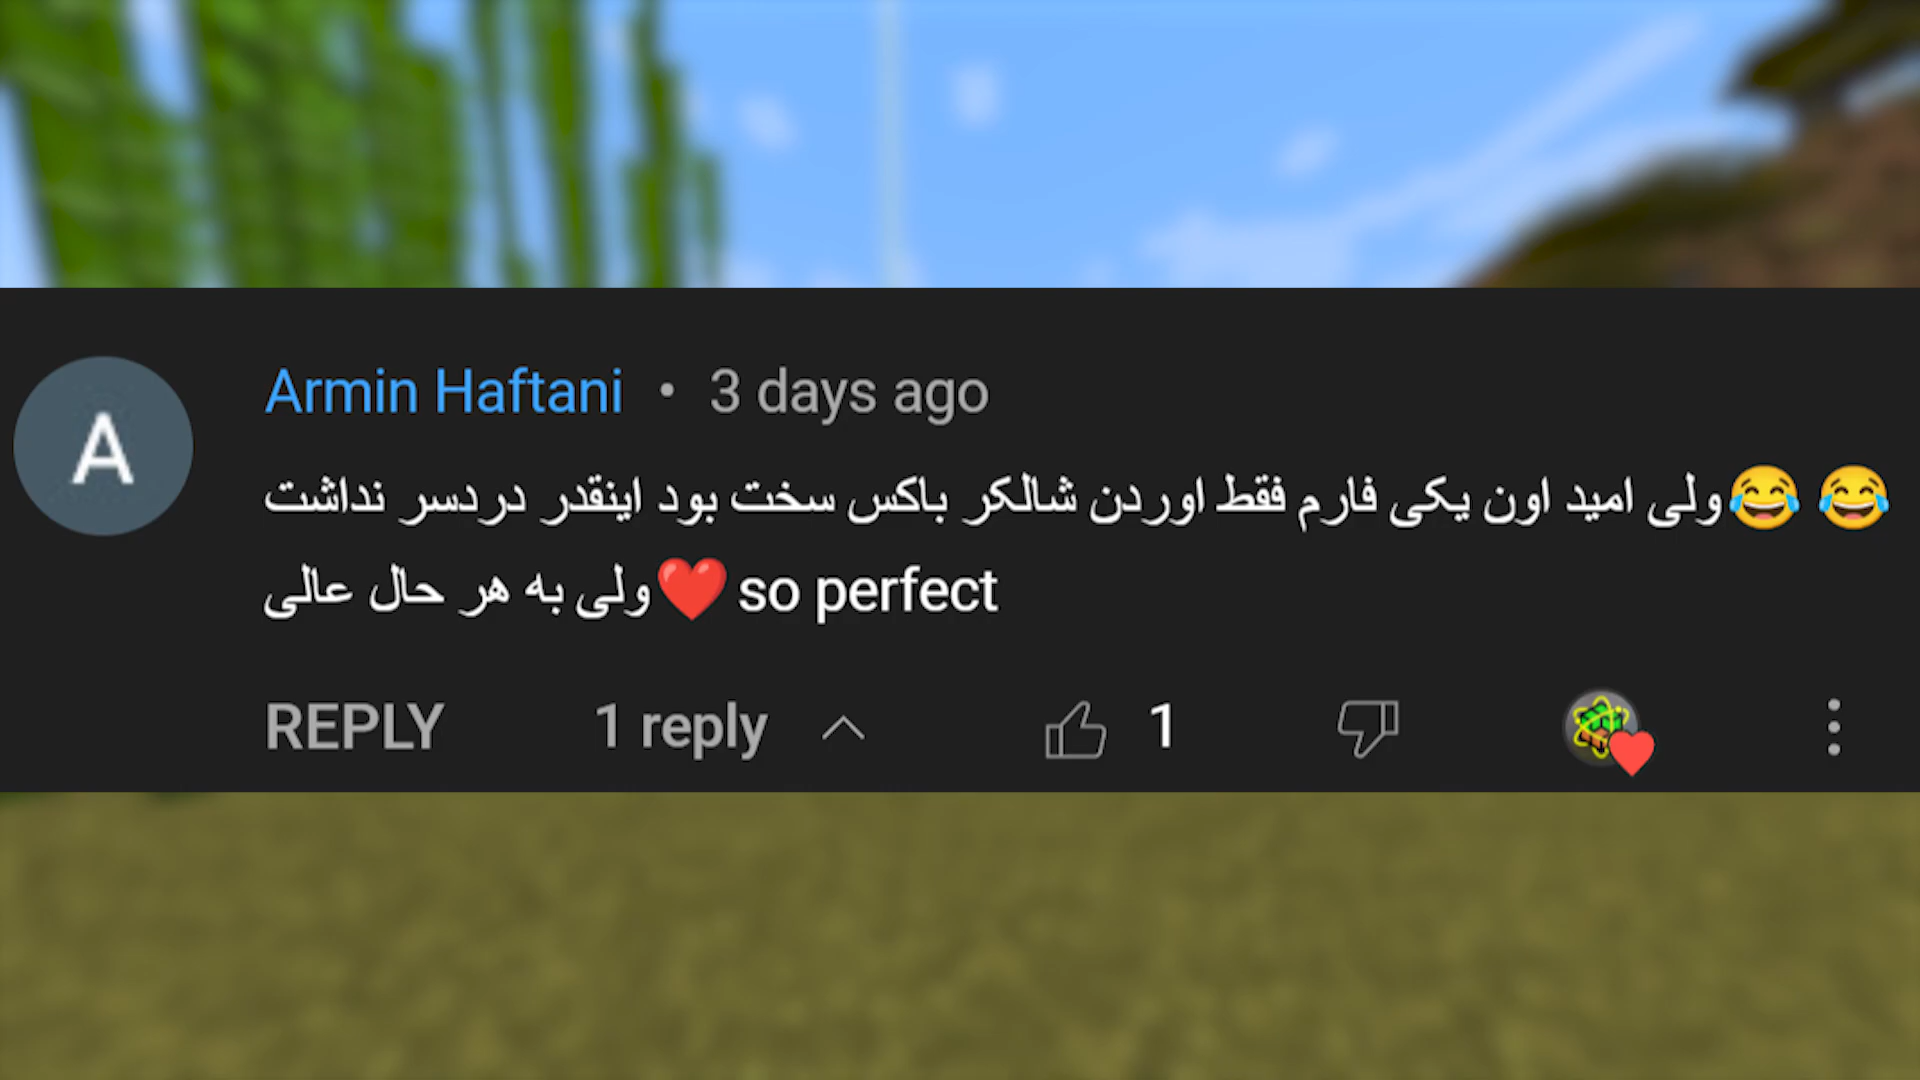 A
Armin Haftani • 3 days ago
😂 😂ولی امید اون یکی فارم فقط اوردن شالکر باکس سخت بود اینقدر دردسر نداشت
ولی به هر حال عالی❤️ so perfect
REPLY 1 reply 1